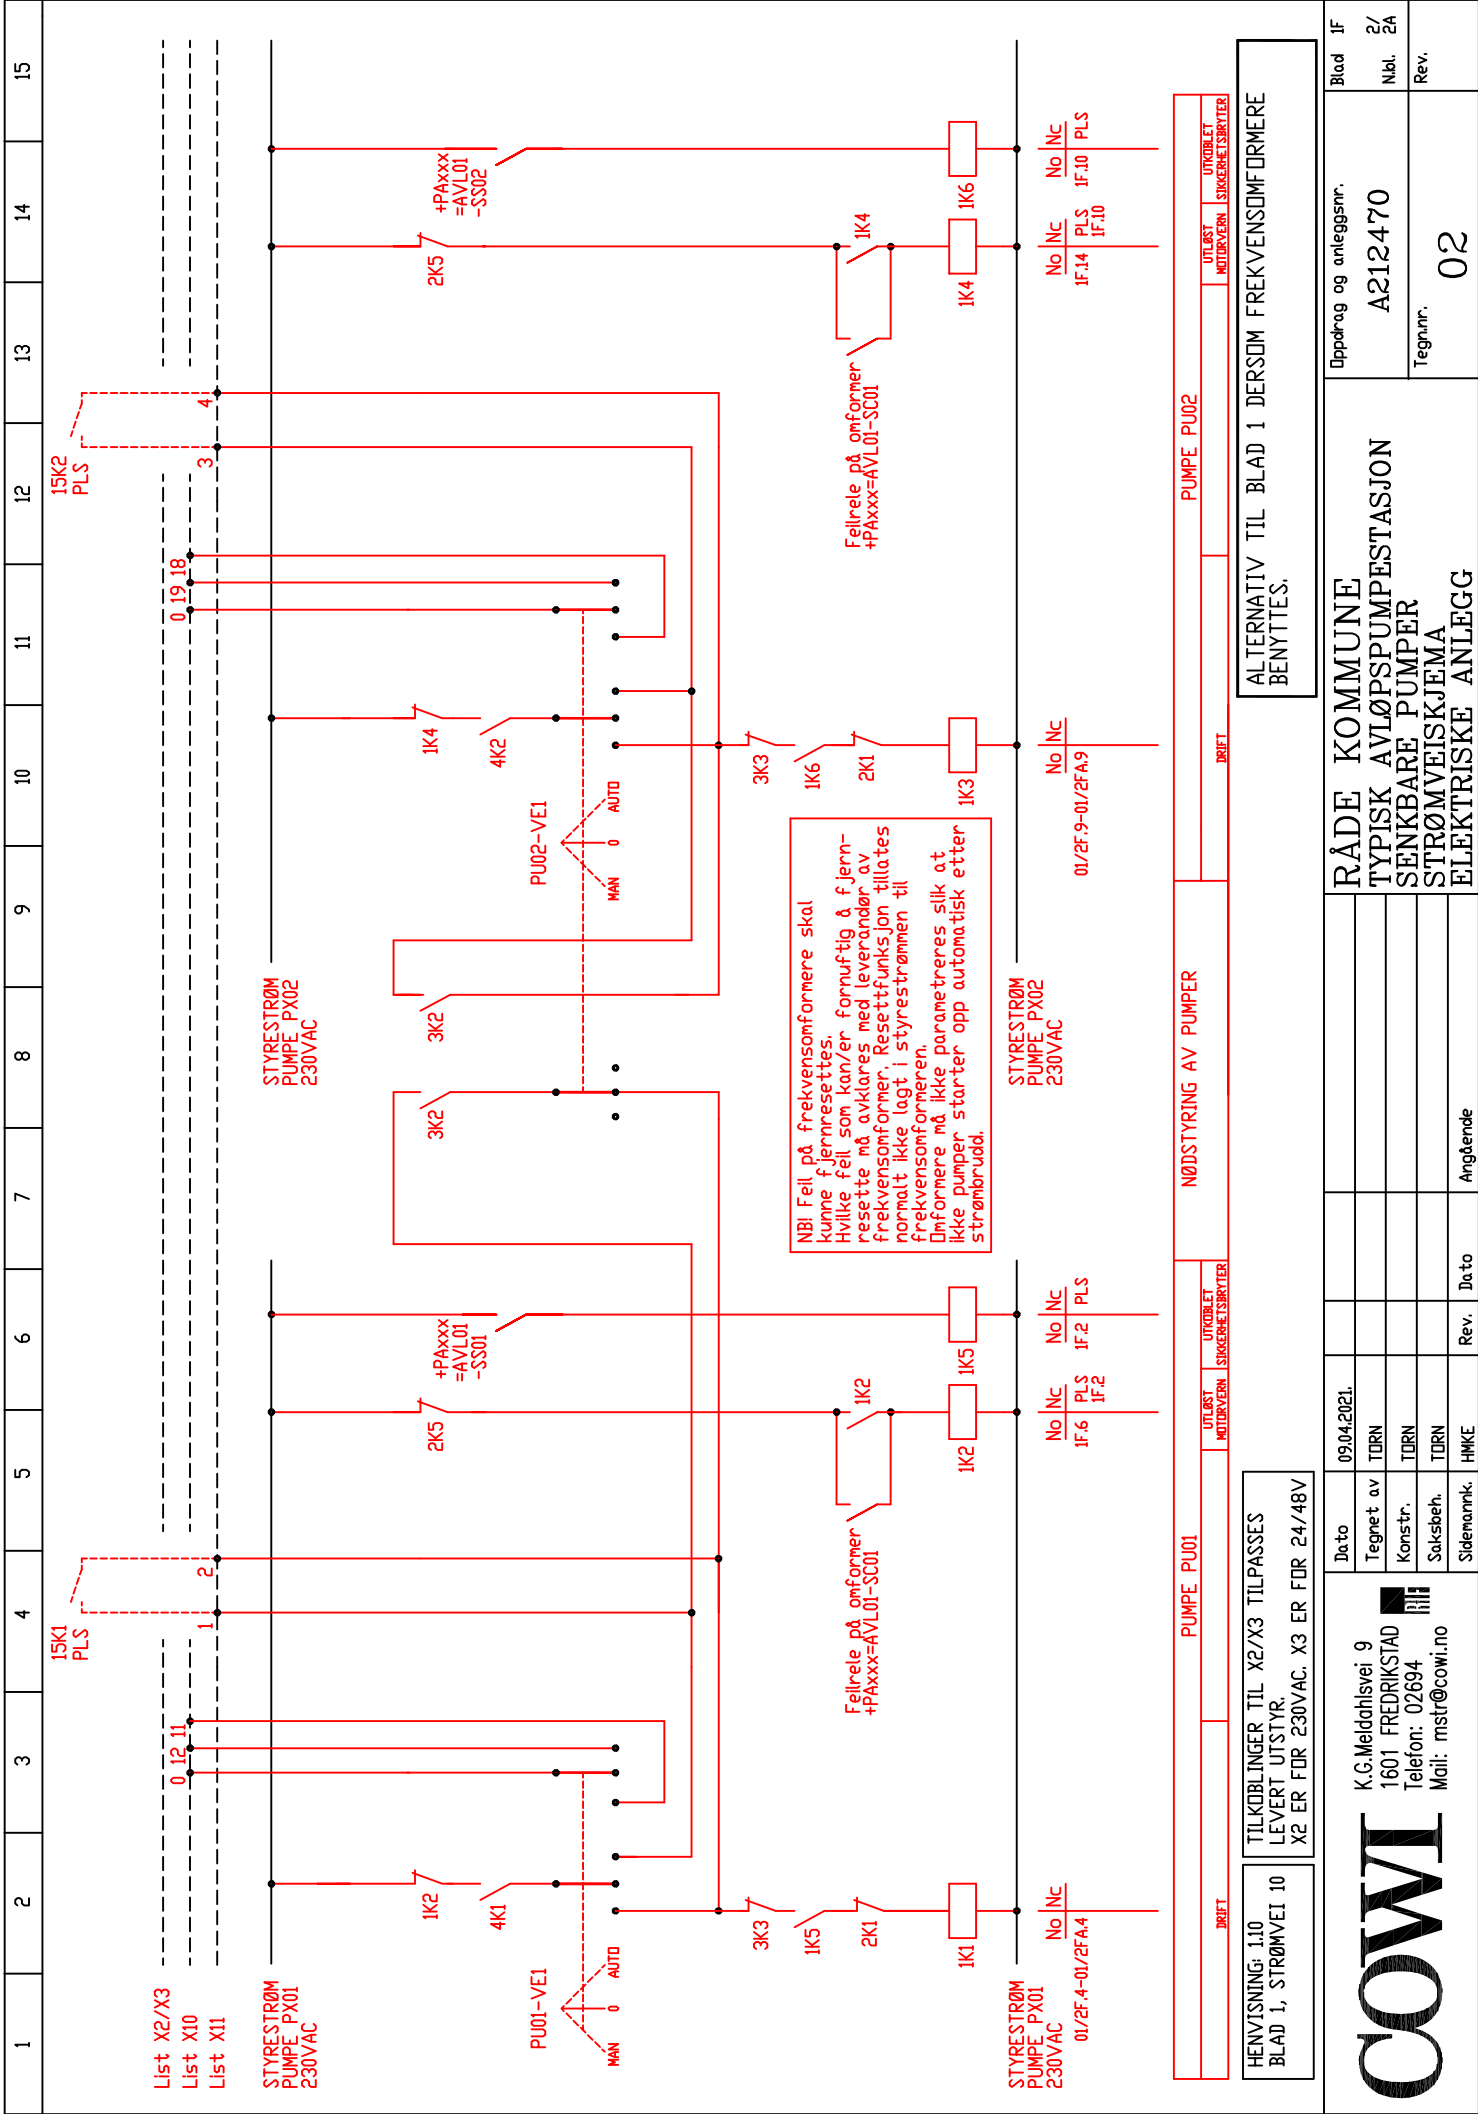 1 2 3 4 5 6 7 8 9 10 11 12 13 14 15
15K1
PLS
15K2
PLS
List X2/X3
List X10
List X11
0 12 11
1
2
0 19 18
3
4
STYRESTRØM
PUMPE PX01
230VAC
STYRESTRØM
PUMPE PX02
230VAC
1K2
4K1
2K5
+PAxxx
=AVL01
-SS01
3K2
3K2
1K4
4K2
2K5
+PAxxx
=AVL01
-SS02
PU01-VE1
MAN 0 AUTO
PU02-VE1
MAN 0 AUTO
3K3
1K5
2K1
1K1
Feilrele på omformer
+PAxxx=AVL01-SC01
1K2
1K2
1K5
NB! Feil på frekvensomformere skal
kunne fjernresettes.
Hvilke feil som kan/er fornuftig å fjern-
resette må avklares med leverandør av
frekvensomformer. Resettfunksjon tillates
normalt ikke lagt i styrestrømmen til
frekvensomformeren.
Omformere må ikke parametreres slik at
ikke pumper starter opp automatisk etter
strømbrudd.
3K3
1K6
2K1
1K3
Feilrele på omformer
+PAxxx=AVL01-SC01
1K4
1K4
1K6
STYRESTRØM
PUMPE PX01
230VAC
No Nc
01/2F.4-01/2FA.4
No Nc
1F.6 PLS
1F.2
No Nc
1F.2 PLS
STYRESTRØM
PUMPE PX02
230VAC
No Nc
01/2F.9-01/2FA.9
No Nc
1F.14 PLS
1F.10
No Nc
1F.10 PLS
PUMPE PU01
NØDSTYRING AV PUMPER
PUMPE PU02
DRIFT
UTLØST
MOTORVERN
UTKOBLET
SIKKERHETSBRYTER
DRIFT
UTLØST
MOTORVERN
UTKOBLET
SIKKERHETSBRYTER
HENVISNING: 1.10
BLAD 1, STRØMVEI 10
TILKOBLINGER TIL X2/X3 TILPASSES
LEVERT UTSTYR.
X2 ER FOR 230VAC. X3 ER FOR 24/48V
ALTERNATIV TIL BLAD 1 DERSOM FREKVENSOMFORMERE
BENYTTES.
COWI
K.G.Meldahlsvei 9
1601 FREDRIKSTAD
Telefon: 02694
Mail: mstr@cowi.no
Dato 09.04.2021.
Tegnet av TORN
Konstr. TORN
Saksbeh. TORN
Sidemannk. HMKE
Rev. Dato Angående
RÅDE KOMMUNE
TYPISK AVLØPSPUMPESTASJON
SENKBARE PUMPER
STRØMVEISKJEMA
ELEKTRISKE ANLEGG
Oppdrag og anleggsnr.
A212470
Tegn.nr.
02
Blad 1F
N.bl. 2/
2A
Rev.